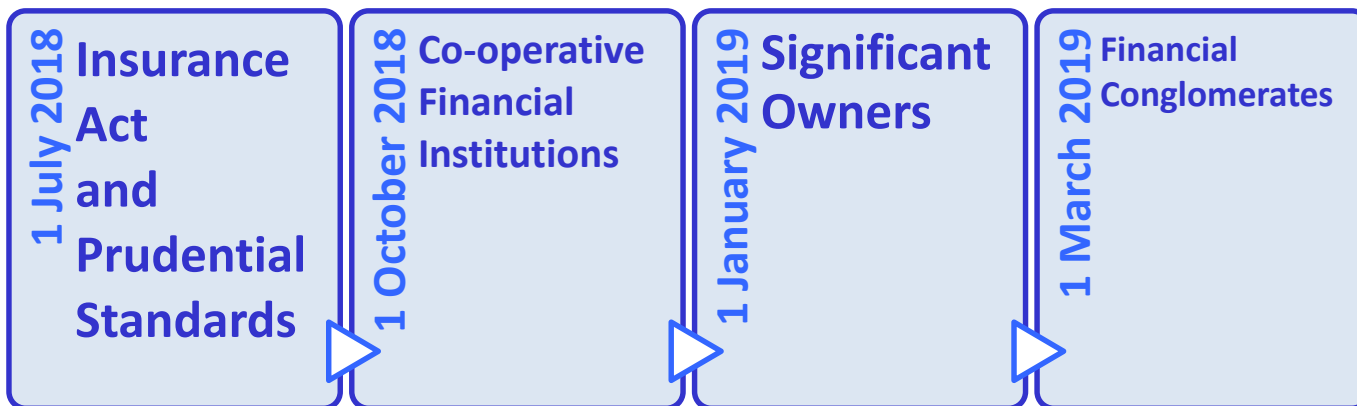 1 July 2018
Insurance
Act
and
Prudential
Standards
1 October 2018
Co-operative
Financial
Institutions
1 January 2019
Significant
Owners
1 March 2019
Financial
Conglomerates